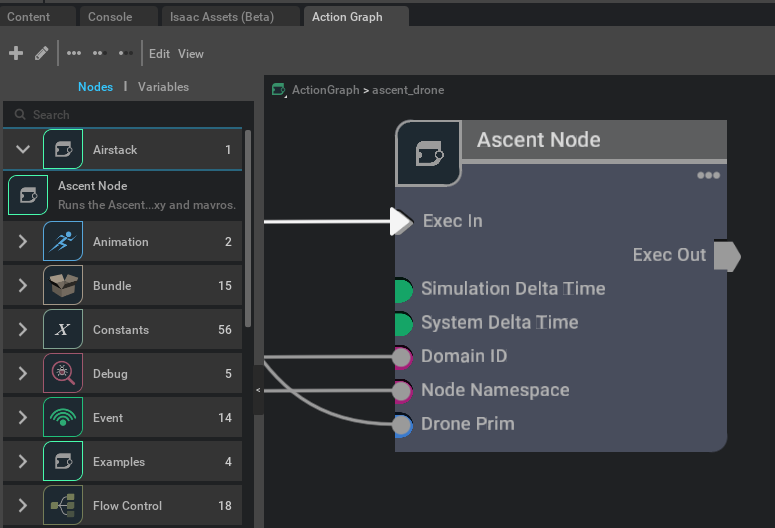 Content Console Isaac Assets (Beta) Action Graph
Edit View
Nodes | Variables
ActionGraph > ascent_drone
Search
Airstack 1
Ascent Node
Runs the Ascent...xy and mavros.
Animation 2
Bundle 15
X Constants 56
Debug 5
Event 14
Examples 4
Flow Control 18
<
Ascent Node
Exec In
Exec Out
Simulation Delta Time
System Delta Time
Domain ID
Node Namespace
Drone Prim